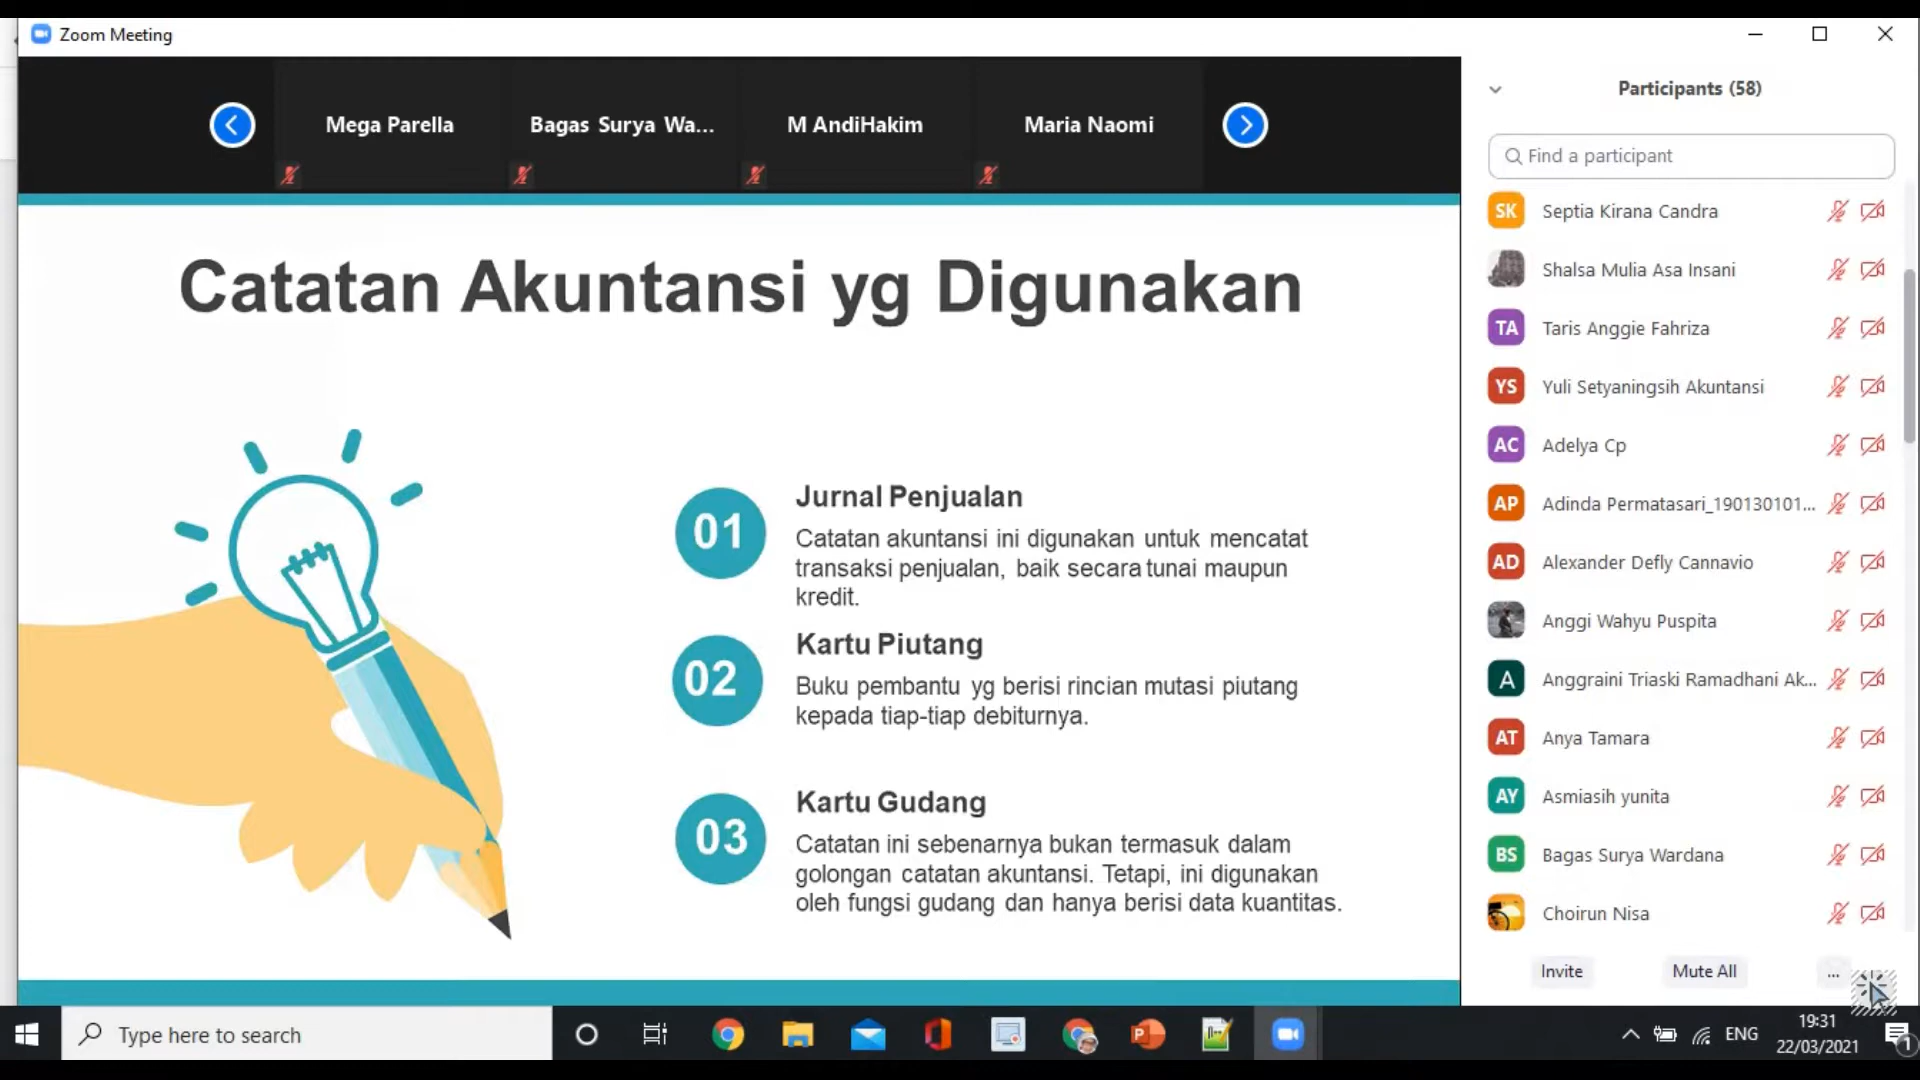 Zoom Meeting
Mega Parella
Bagas Surya Wa...
M AndiHakim
Maria Naomi
Catatan Akuntansi yg Digunakan
01
Jurnal Penjualan
Catatan akuntansi ini digunakan untuk mencatat
transaksi penjualan, baik secara tunai maupun
kredit.
02
Kartu Piutang
Buku pembantu yg berisi rincian mutasi piutang
kepada tiap-tiap debiturnya.
03
Kartu Gudang
Catatan ini sebenarnya bukan termasuk dalam
golongan catatan akuntansi. Tetapi, ini digunakan
oleh fungsi gudang dan hanya berisi data kuantitas.
Participants (58)
Find a participant
SK Septia Kirana Candra
Shalsa Mulia Asa Insani
TA Taris Anggie Fahriza
YS Yuli Setyaningsih Akuntansi
AC Adelya Cp
AP Adinda Permatasari_190130101...
AD Alexander Defly Cannavio
Anggi Wahyu Puspita
A Anggraini Triaski Ramadhani Ak...
AT Anya Tamara
AY Asmiasih yunita
BS Bagas Surya Wardana
Choirun Nisa
Invite
Mute All
...
Type here to search
ENG
19:31
22/03/2021
1